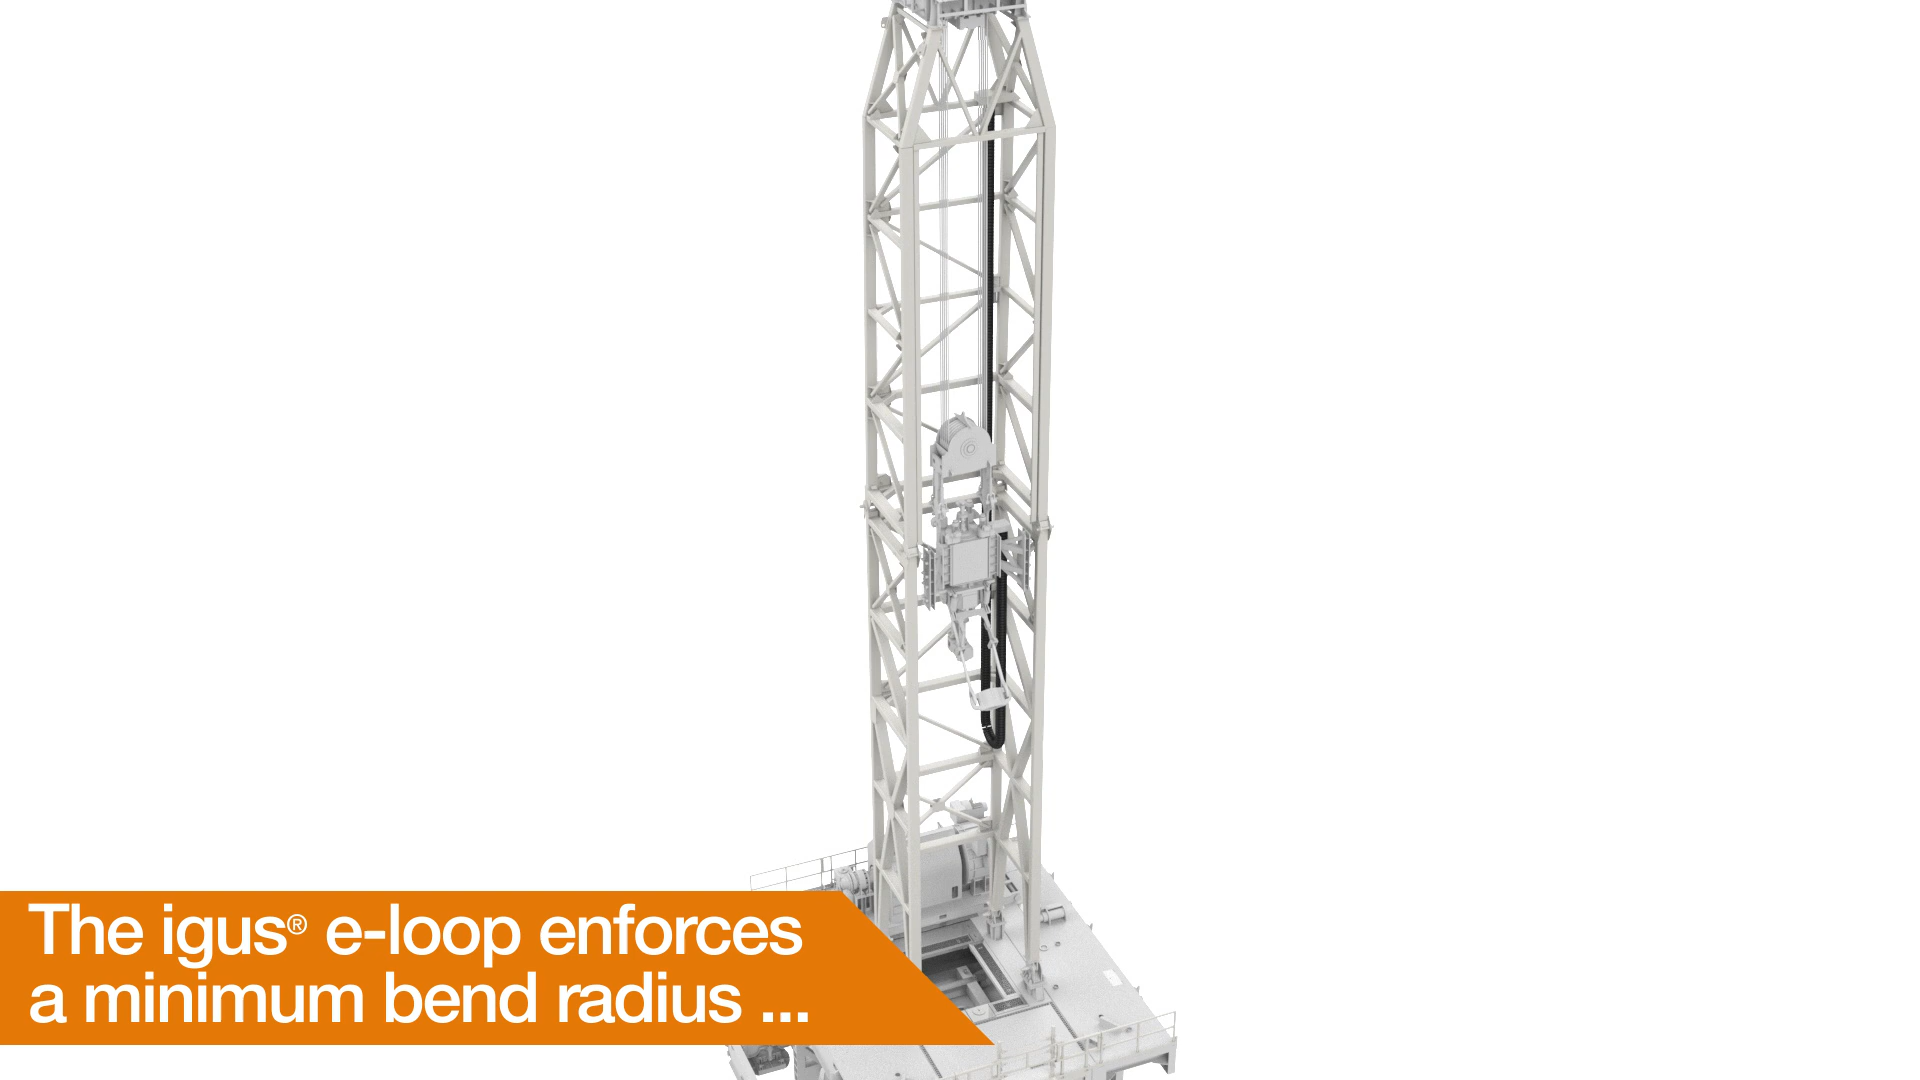 The igus® e-loop enforces
a minimum bend radius ...